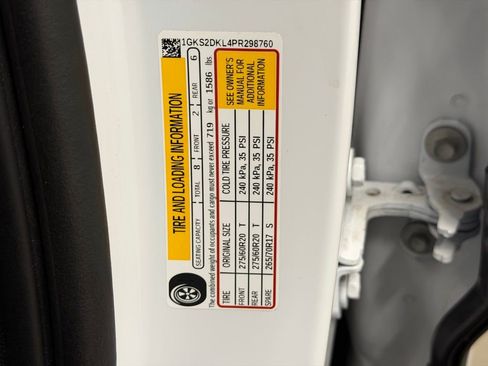 1GKS2DKL4PR298760
TIRE AND LOADING INFORMATION
SEATING CAPACITY TOTAL 8 FRONT 2 REAR 6
The combined weight of occupants and cargo must never exceed 719 kg or 1586 lbs
TIRE ORIGINAL SIZE COLD TIRE PRESSURE
FRONT 275/60R20 T 240 kPa, 35 PSI
REAR 275/60R20 T 240 kPa, 35 PSI
SPARE 265/70R17 S 240 kPa, 35 PSI
SEE OWNER'S
MANUAL FOR
ADDITIONAL
INFORMATION